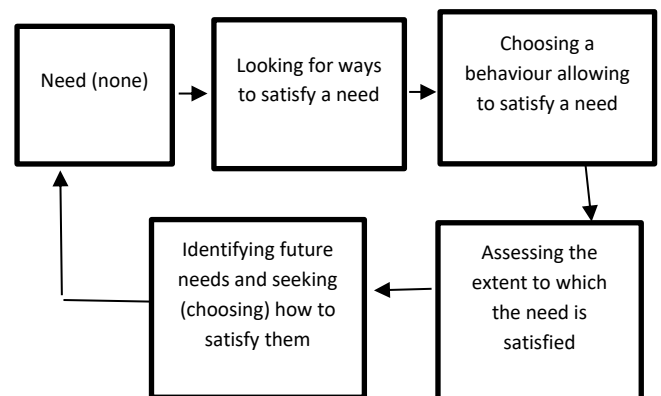 Need (none)
Looking for ways
to satisfy a need
Choosing a
behaviour allowing
to satisfy a need
Assessing the
extent to which
the need is
satisfied
Identifying future
needs and seeking
(choosing) how to
satisfy them